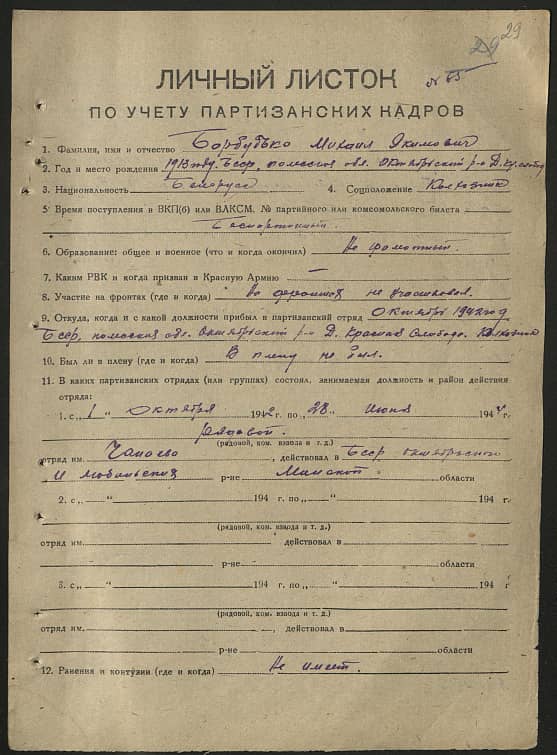 29 29
№ 65
ЛИЧНЫЙ ЛИСТОК
ПО УЧЕТУ ПАРТИЗАНСКИХ КАДРОВ
1. Фамилия, имя и отчество Барбутько Михаил Якимович
2. Год и место рождения 1913 году. Бсср. полесская обл. Октябрьский р-н Д. Кр. слобод
3. Национальность Белорусс 4. Соцположение Колхозник
5. Время поступления в ВКП(б) или ВЛКСМ, № партийного или комсомольского билета
Беспартийный.
6. Образование: общее и военное (что и когда окончил) Не грамотный.
7. Каким РВК и когда призван в Красную Армию —
8. Участие на фронтах (где и когда) На фронтах не участвовал.
9. Откуда, когда и с какой должности прибыл в партизанский отряд Октябрь 1942 год
Бсср, полесская обл. Октябрьский р-н Д. Красная Слобода. Колхозник
10. Был ли в плену (где и когда) В плену не был.
11. В каких партизанских отрядах (или группах) состоял, занимаемая должность и район действия
отряда:
1. с „1 “ Октября 1942 г. по „28 “ июня 1944 г.
рядовой.
(рядовой, ком. взвода и т. д.)
отряд им. Чапаева, действовал в Бсср октябрьского
И р-не Минской области
2. с „ “ 194 г. по „ “ 194 г.
(рядовой, ком. взвода и т. д.)
отряд им. , действовал в
р-не области
3. с „ “ 194 г. по „ “ 194 г
(рядовой, ком. взвода и т. д.)
отряд им. , действовал в
р-не области
12. Ранения и контузии (где и когда) Не имеет.